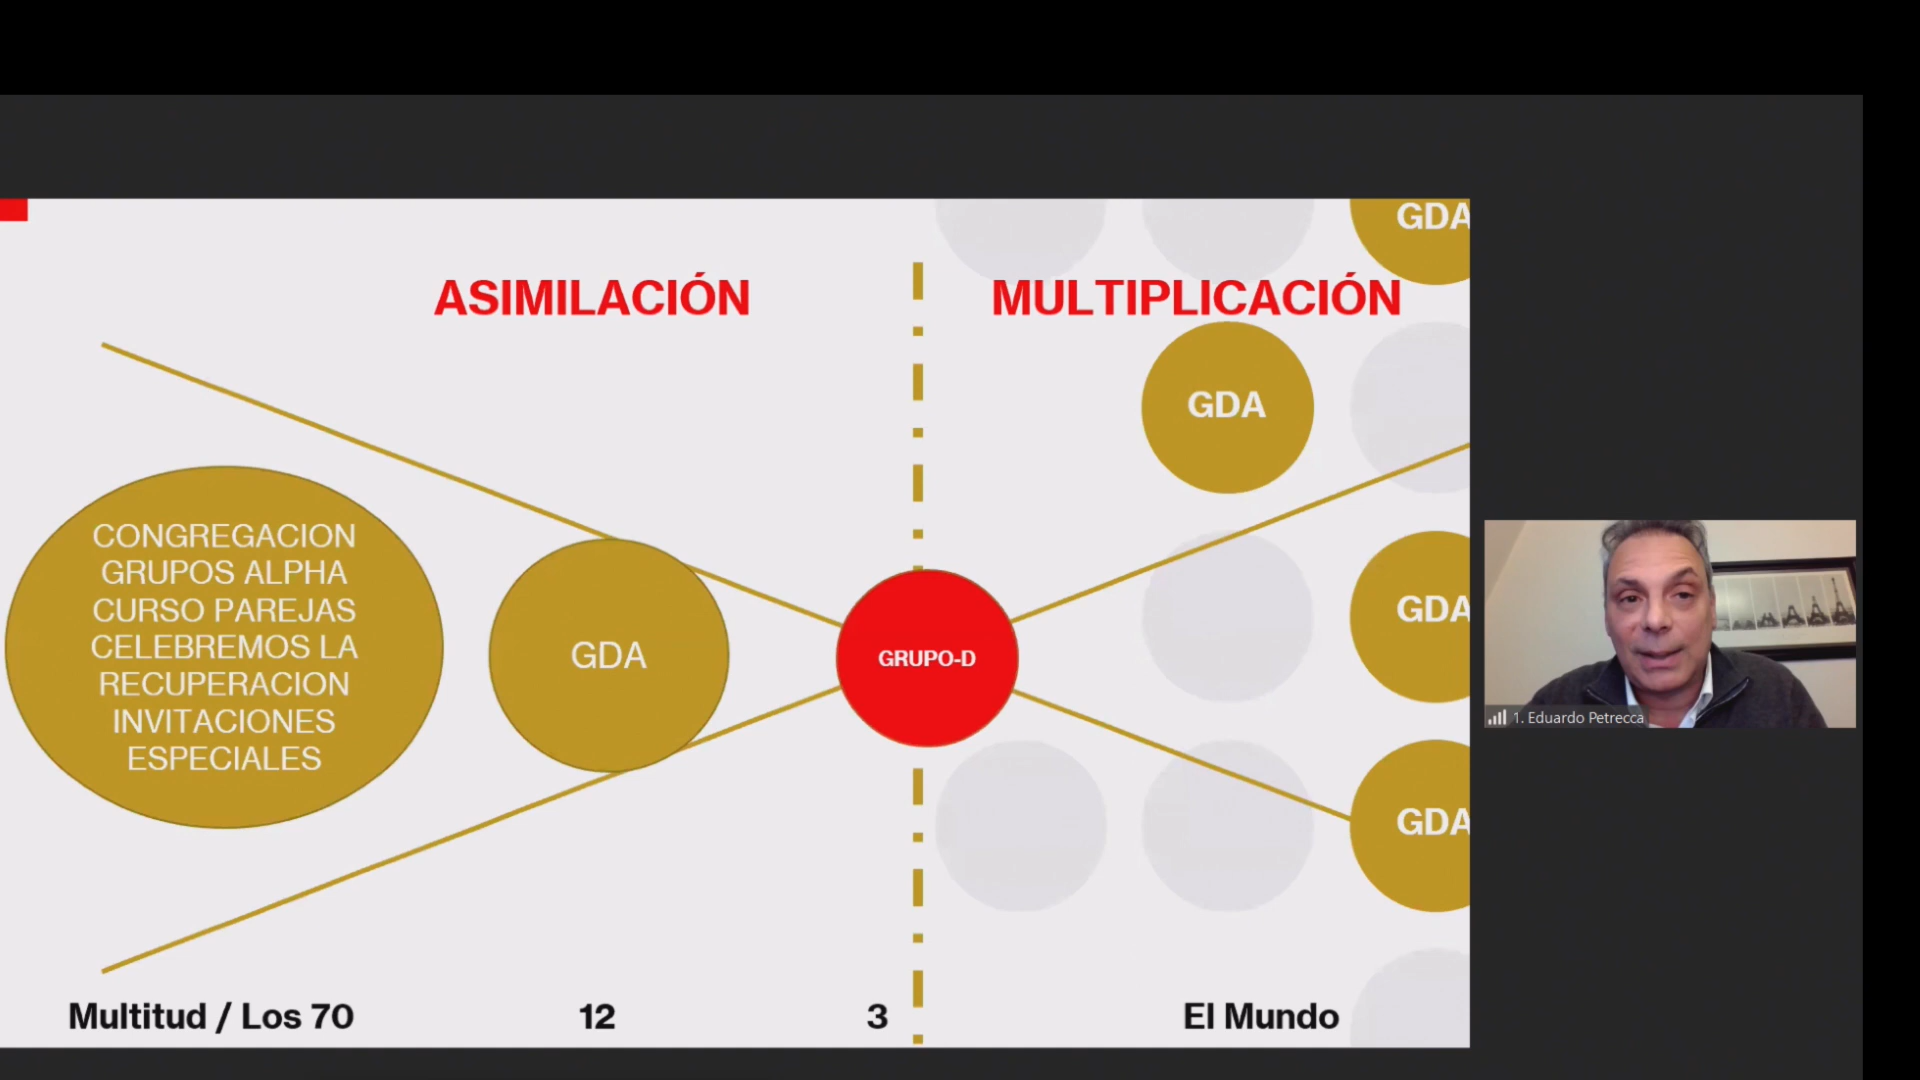 GDA
ASIMILACIÓN
MULTIPLICACIÓN
GDA
CONGREGACION
GRUPOS ALPHA
CURSO PAREJAS
CELEBREMOS LA
RECUPERACION
INVITACIONES
ESPECIALES
GDA
GRUPO-D
GDA
GDA
1. Eduardo Petrecca
Multitud / Los 70
12
3
El Mundo